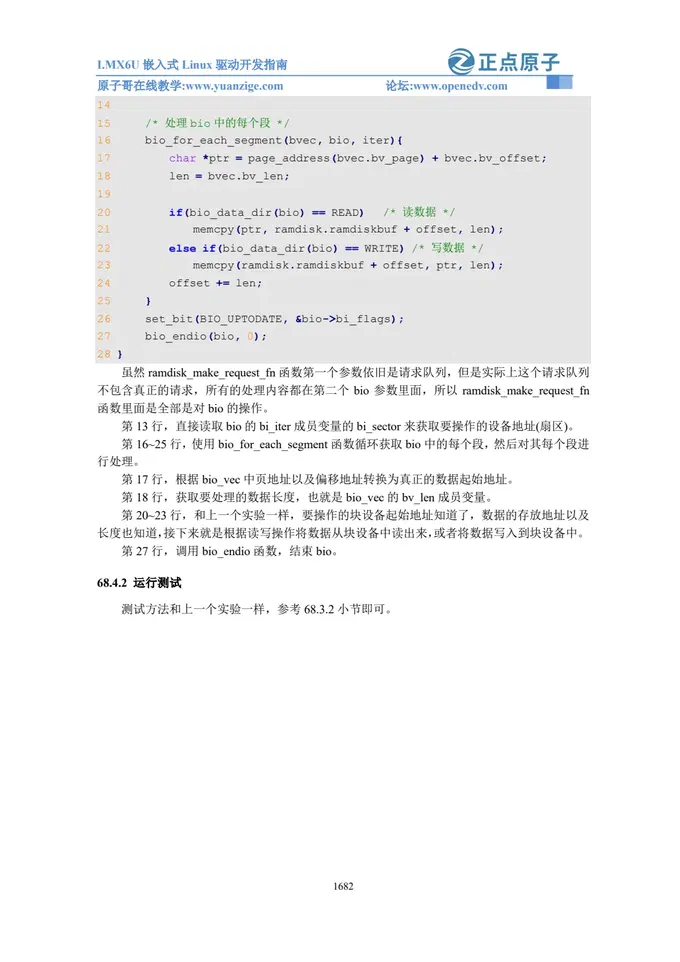 I.MX6U 嵌入式 Linux 驱动开发指南
正点原子
原子哥在线教学:www.yuanzige.com 论坛:www.openedv.com
14
15 /* 处理 bio 中的每个段 */
16 bio_for_each_segment(bvec, bio, iter){
17 char *ptr = page_address(bvec.bv_page) + bvec.bv_offset;
18 len = bvec.bv_len;
19
20 if(bio_data_dir(bio) == READ) /* 读数据 */
21 memcpy(ptr, ramdisk.ramdiskbuf + offset, len);
22 else if(bio_data_dir(bio) == WRITE) /* 写数据 */
23 memcpy(ramdisk.ramdiskbuf + offset, ptr, len);
24 offset += len;
25 }
26 set_bit(BIO_UPTODATE, &bio->bi_flags);
27 bio_endio(bio, 0);
28 }
虽然 ramdisk_make_request_fn 函数第一个参数依旧是请求队列，但是实际上这个请求队列
不包含真正的请求，所有的处理内容都在第二个 bio 参数里面，所以 ramdisk_make_request_fn
函数里面是全部是对 bio 的操作。
第 13 行，直接读取 bio 的 bi_iter 成员变量的 bi_sector 来获取要操作的设备地址(扇区)。
第 16~25 行，使用 bio_for_each_segment 函数循环获取 bio 中的每个段，然后对其每个段进
行处理。
第 17 行，根据 bio_vec 中页地址以及偏移地址转换为真正的数据起始地址。
第 18 行，获取要处理的数据长度，也就是 bio_vec 的 bv_len 成员变量。
第 20~23 行，和上一个实验一样，要操作的块设备起始地址知道了，数据的存放地址以及
长度也知道，接下来就是根据读写操作将数据从块设备中读出来，或者将数据写入到块设备中。
第 27 行，调用 bio_endio 函数，结束 bio。
68.4.2 运行测试
测试方法和上一个实验一样，参考 68.3.2 小节即可。
1682